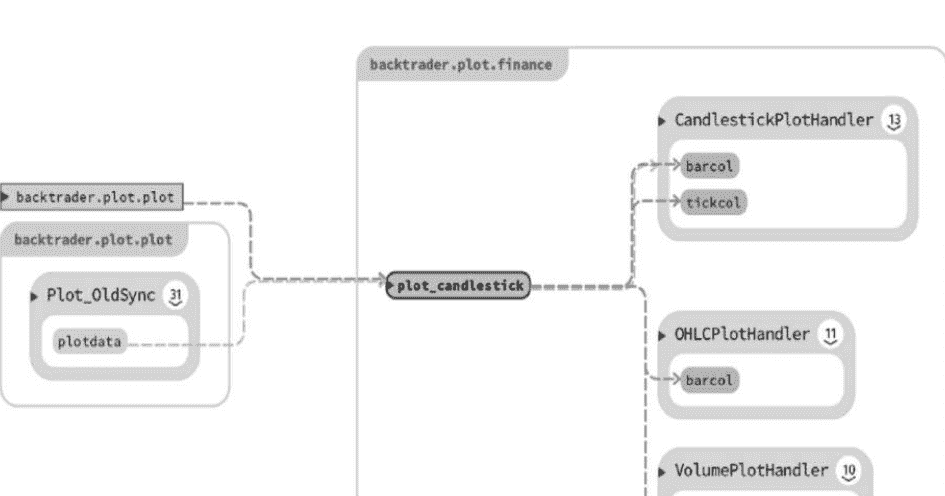 backtrader.plot.finance
CandlestickPlotHandler 13
barcol
tickcol
backtrader.plot.plot
backtrader.plot.plot
Plot_OldSync 31
plotdata
plot_candlestick
OHLCPlotHandler 11
barcol
VolumePlotHandler 10